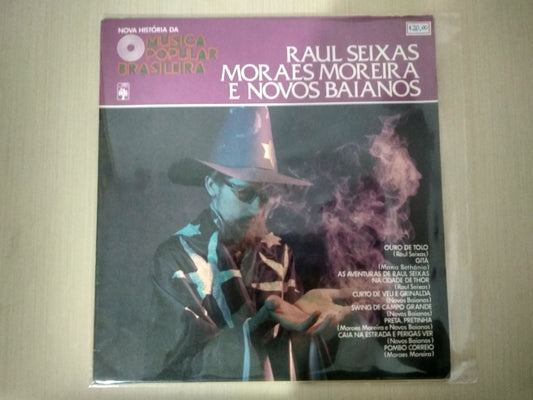 NOVA HISTÓRIA DA
MÚSICA
POPULAR
BRASILEIRA
RAUL SEIXAS
MORAES MOREIRA
E NOVOS BAIANOS
OURO DE TOLO
(Raul Seixas)
GITA
(Maria Bethânia)
AS AVENTURAS DE RAUL SEIXAS
NA CIDADE DE THOR
(Raul Seixas)
CURTO DE VÉU E GRINALDA
(Novos Baianos)
SWING DE CAMPO GRANDE
(Novos Baianos)
PRETA, PRETINHA
(Moraes Moreira e Novos Baianos)
CAIA NA ESTRADA E PERIGAS VER
(Novos Baianos)
POMBO CORREIO
(Moraes Moreira)